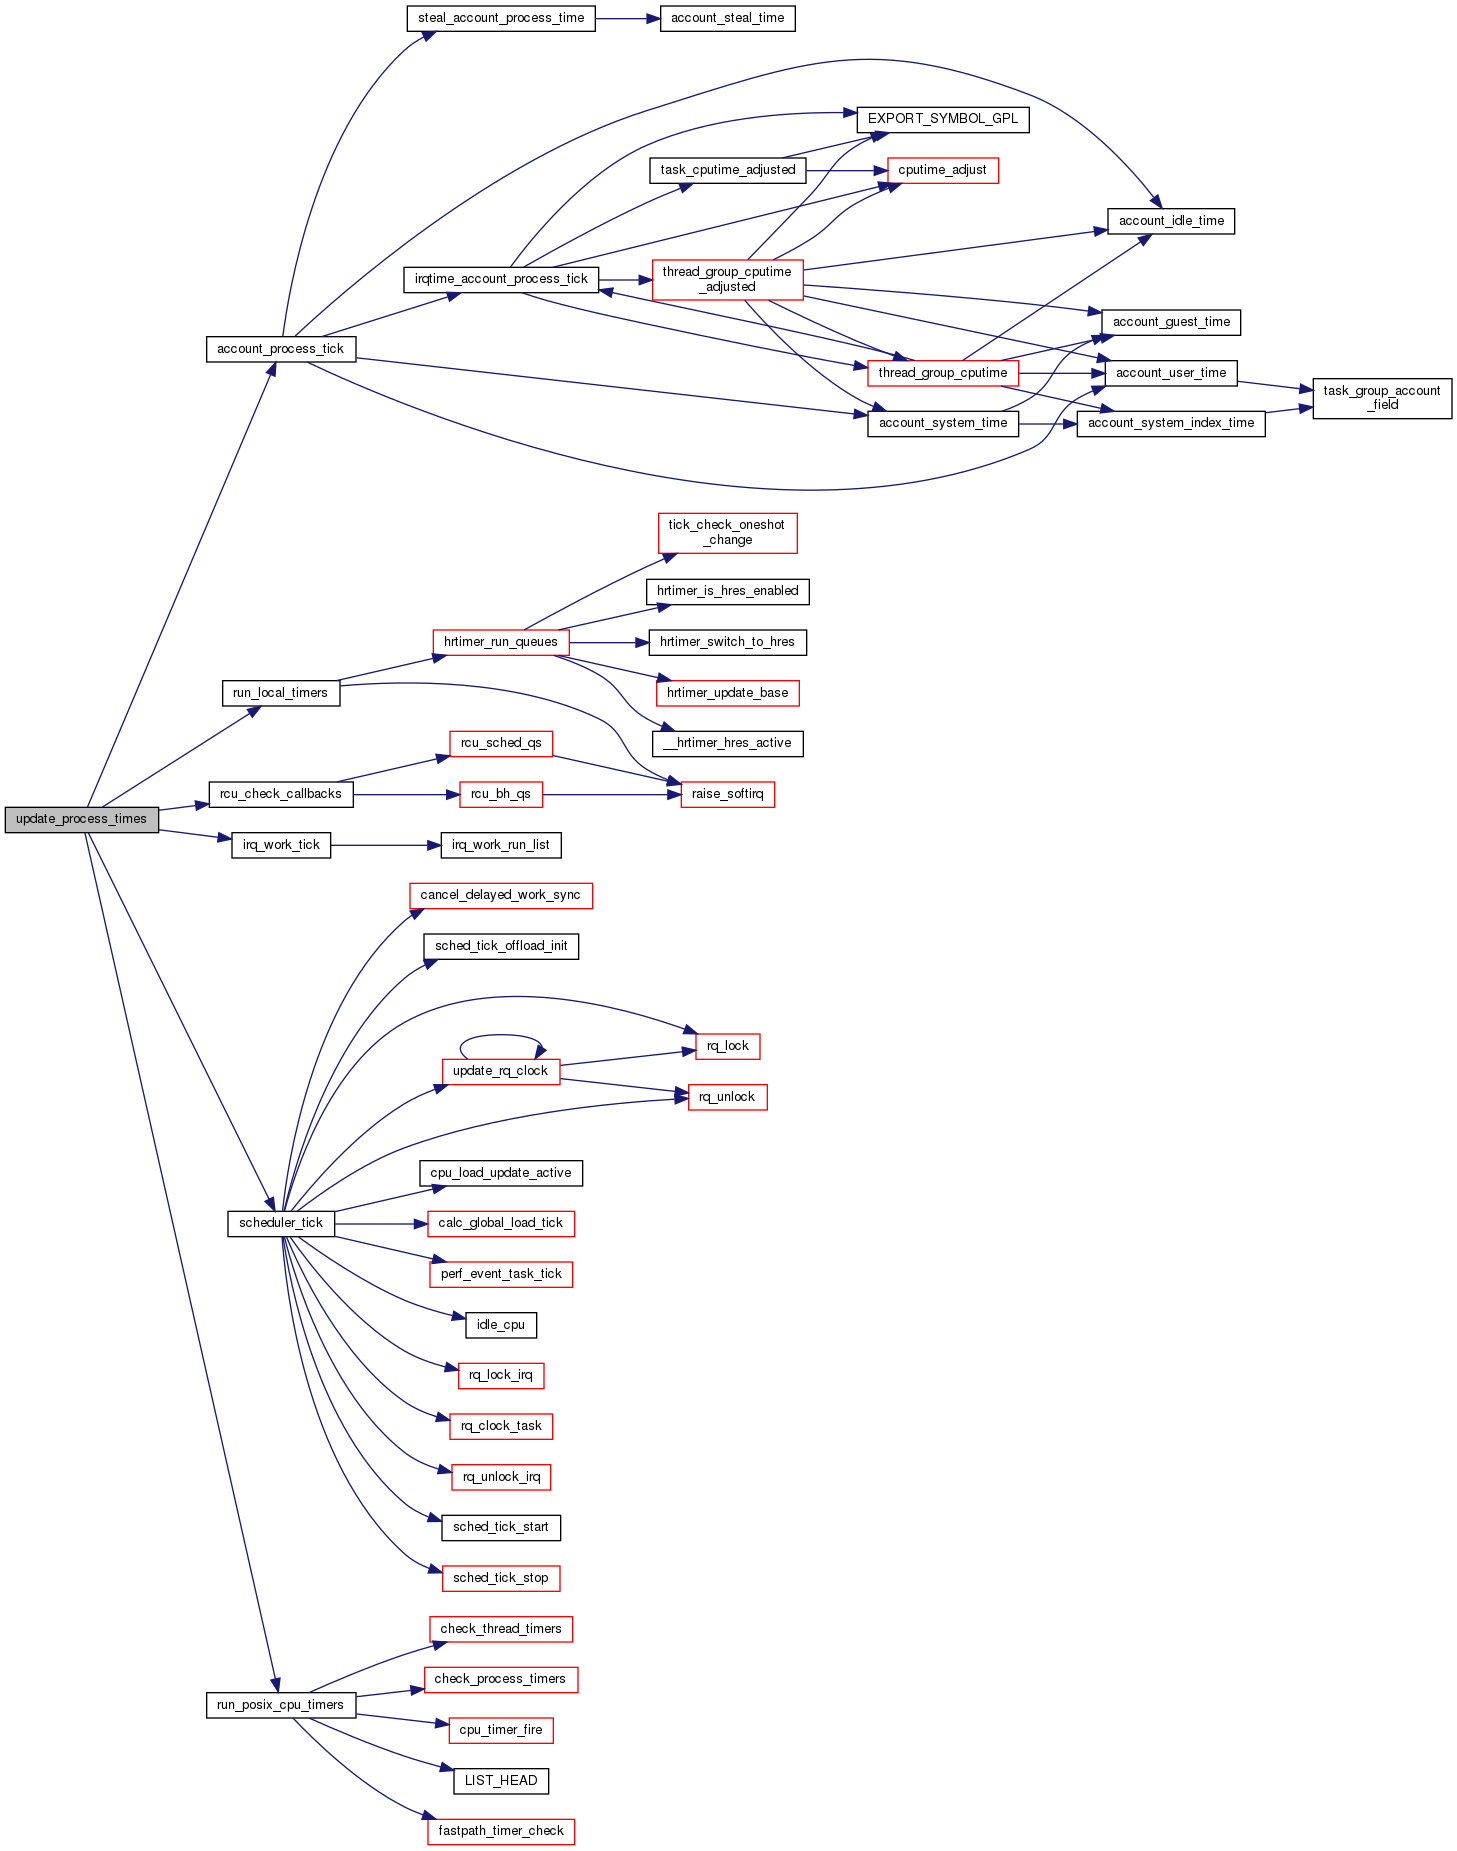 steal_account_process_time
account_steal_time
EXPORT_SYMBOL_GPL
task_cputime_adjusted
cputime_adjust
account_idle_time
irqtime_account_process_tick
thread_group_cputime
_adjusted
account_guest_time
account_process_tick
thread_group_cputime
account_user_time
task_group_account
_field
account_system_time
account_system_index_time
tick_check_oneshot
_change
hrtimer_is_hres_enabled
hrtimer_run_queues
hrtimer_switch_to_hres
run_local_timers
hrtimer_update_base
rcu_sched_qs
__hrtimer_hres_active
rcu_check_callbacks
rcu_bh_qs
raise_softirq
update_process_times
irq_work_tick
irq_work_run_list
cancel_delayed_work_sync
sched_tick_offload_init
rq_lock
update_rq_clock
rq_unlock
cpu_load_update_active
scheduler_tick
calc_global_load_tick
perf_event_task_tick
idle_cpu
rq_lock_irq
rq_clock_task
rq_unlock_irq
sched_tick_start
sched_tick_stop
check_thread_timers
check_process_timers
run_posix_cpu_timers
cpu_timer_fire
LIST_HEAD
fastpath_timer_check